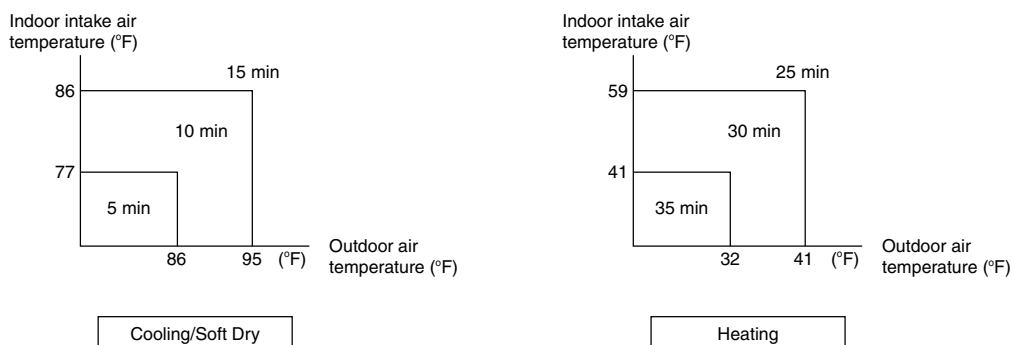 Indoor intake air
temperature (°F)
15 min
86
10 min
77
5 min
86
95
(°F)
Outdoor air
temperature (°F)
Cooling/Soft Dry
Indoor intake air
temperature (°F)
25 min
59
30 min
41
35 min
32
41
(°F)
Outdoor air
temperature (°F)
Heating